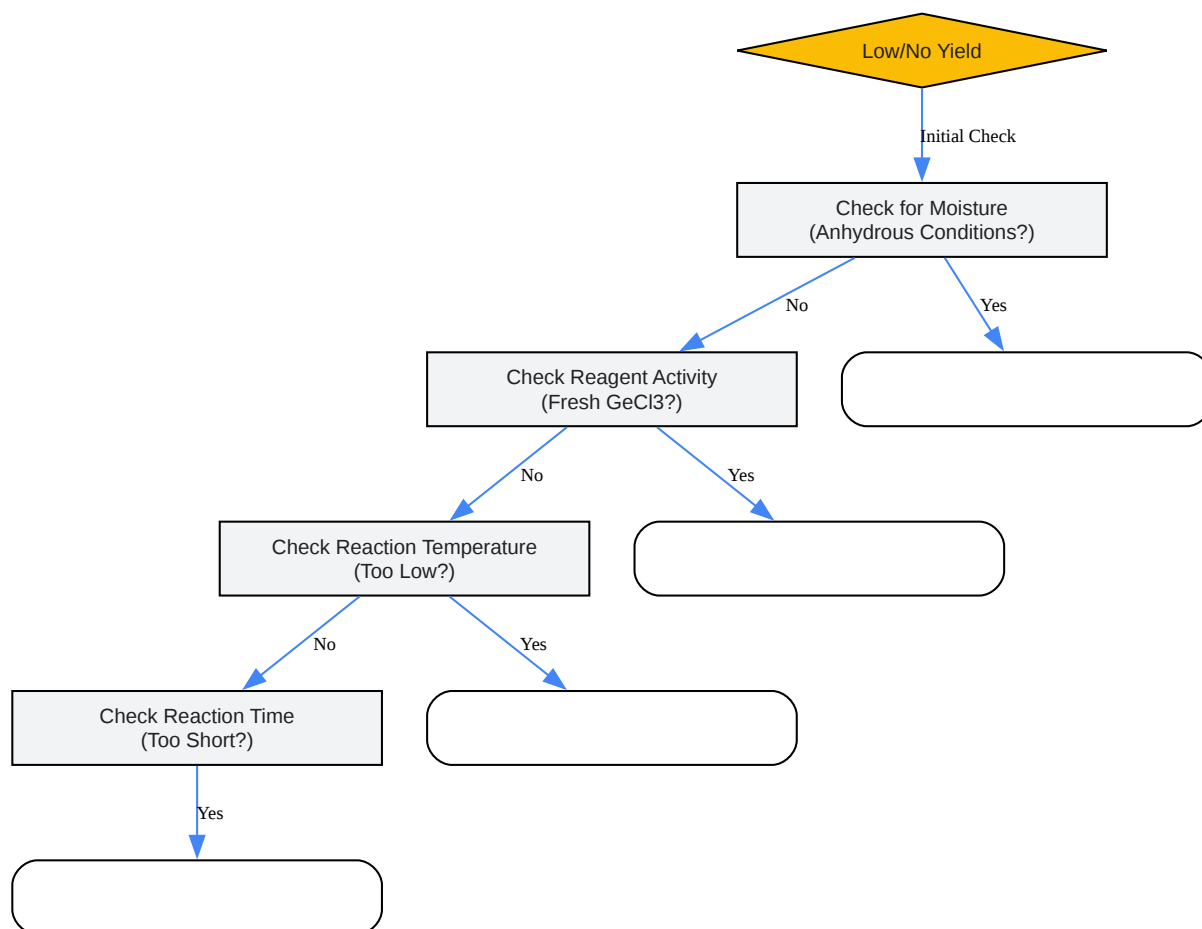 Low/No Yield
Initial Check
Check for Moisture
(Anhydrous Conditions?)
No
Yes
Check Reagent Activity
(Fresh GeCl3?)
No
Yes
Check Reaction Temperature
(Too Low?)
No
Yes
Check Reaction Time
(Too Short?)
Yes